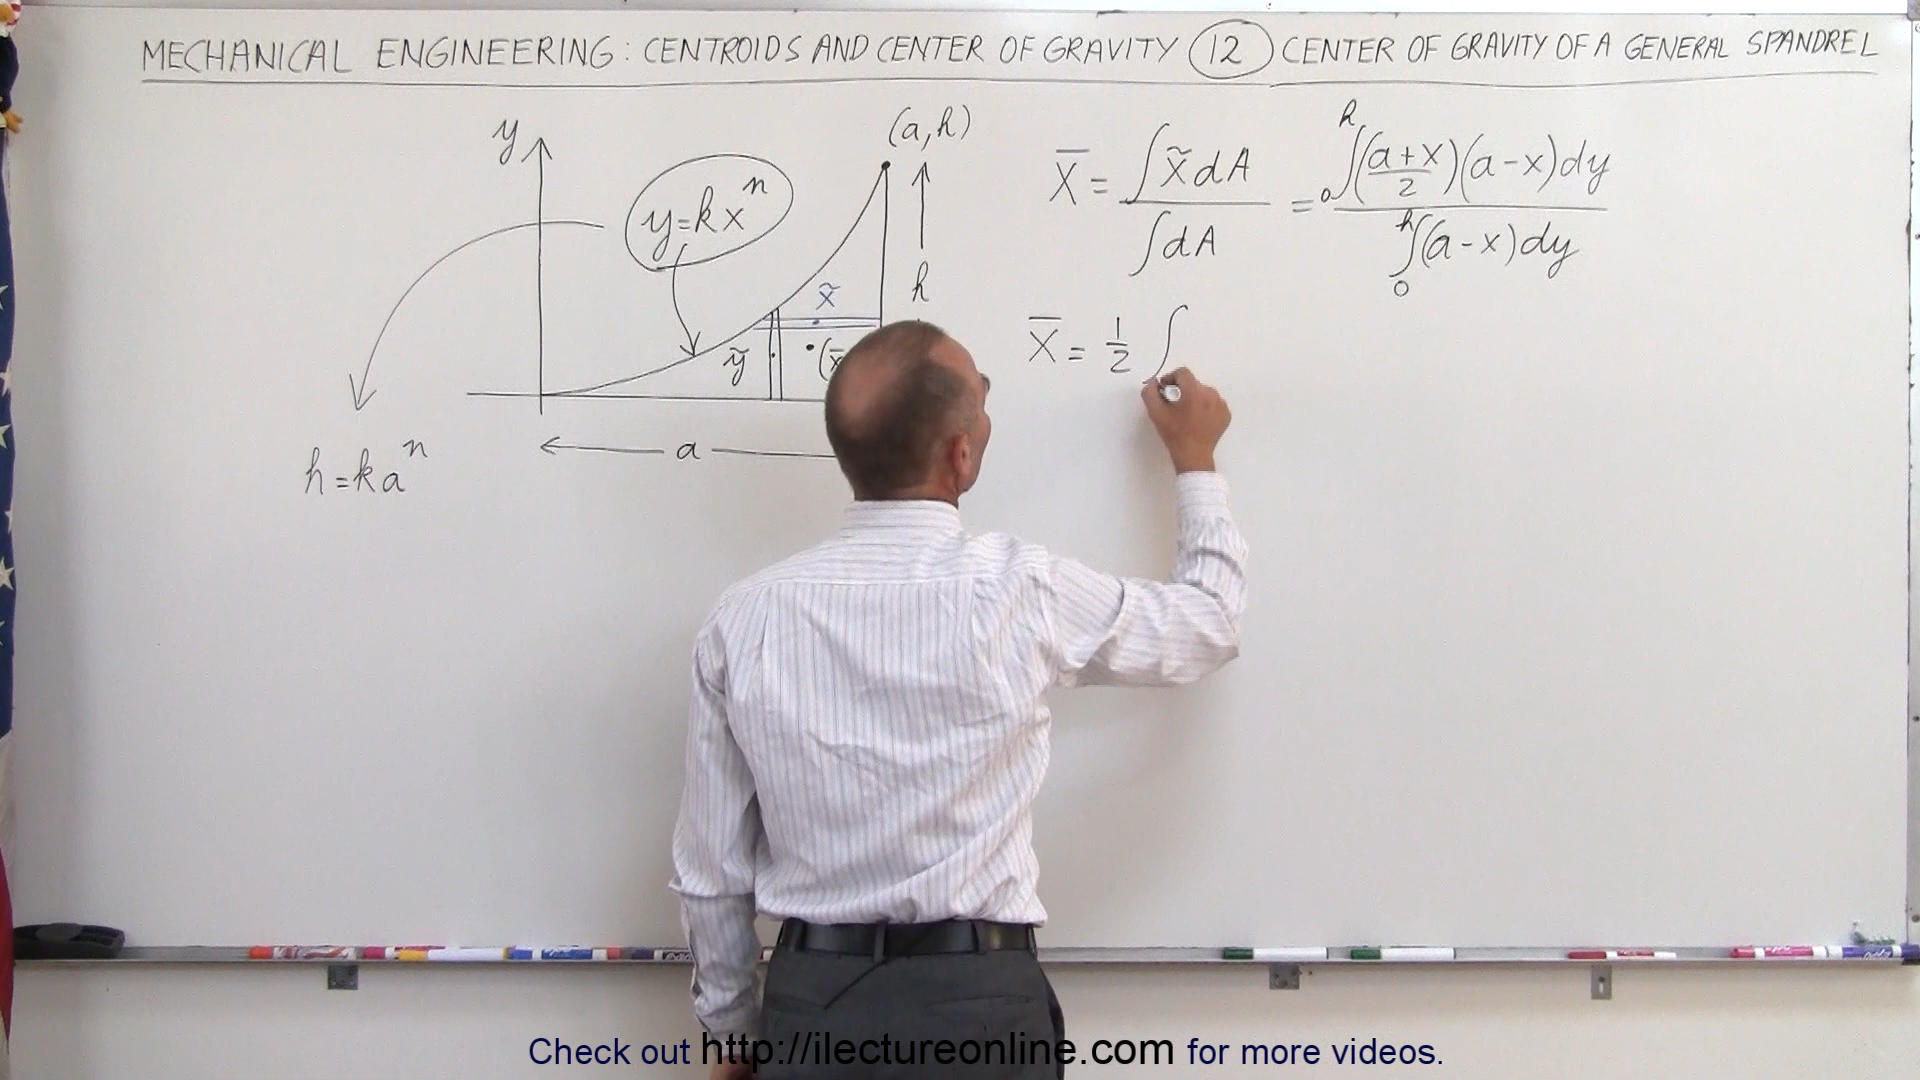 MECHANICAL ENGINEERING: CENTROIDS AND CENTER OF GRAVITY (12) CENTER OF GRAVITY OF A GENERAL SPANDREL
y
(a, h)
y = kx^n
h
x̃
ỹ
(x̄
a
h = ka^n
X̄ = ∫x̃dA / ∫dA = ₀∫^h ((a+x)/2)(a-x)dy / ₀∫^h (a-x)dy
X̄ = 1/2 ∫
Check out http://ilectureonline.com for more videos.